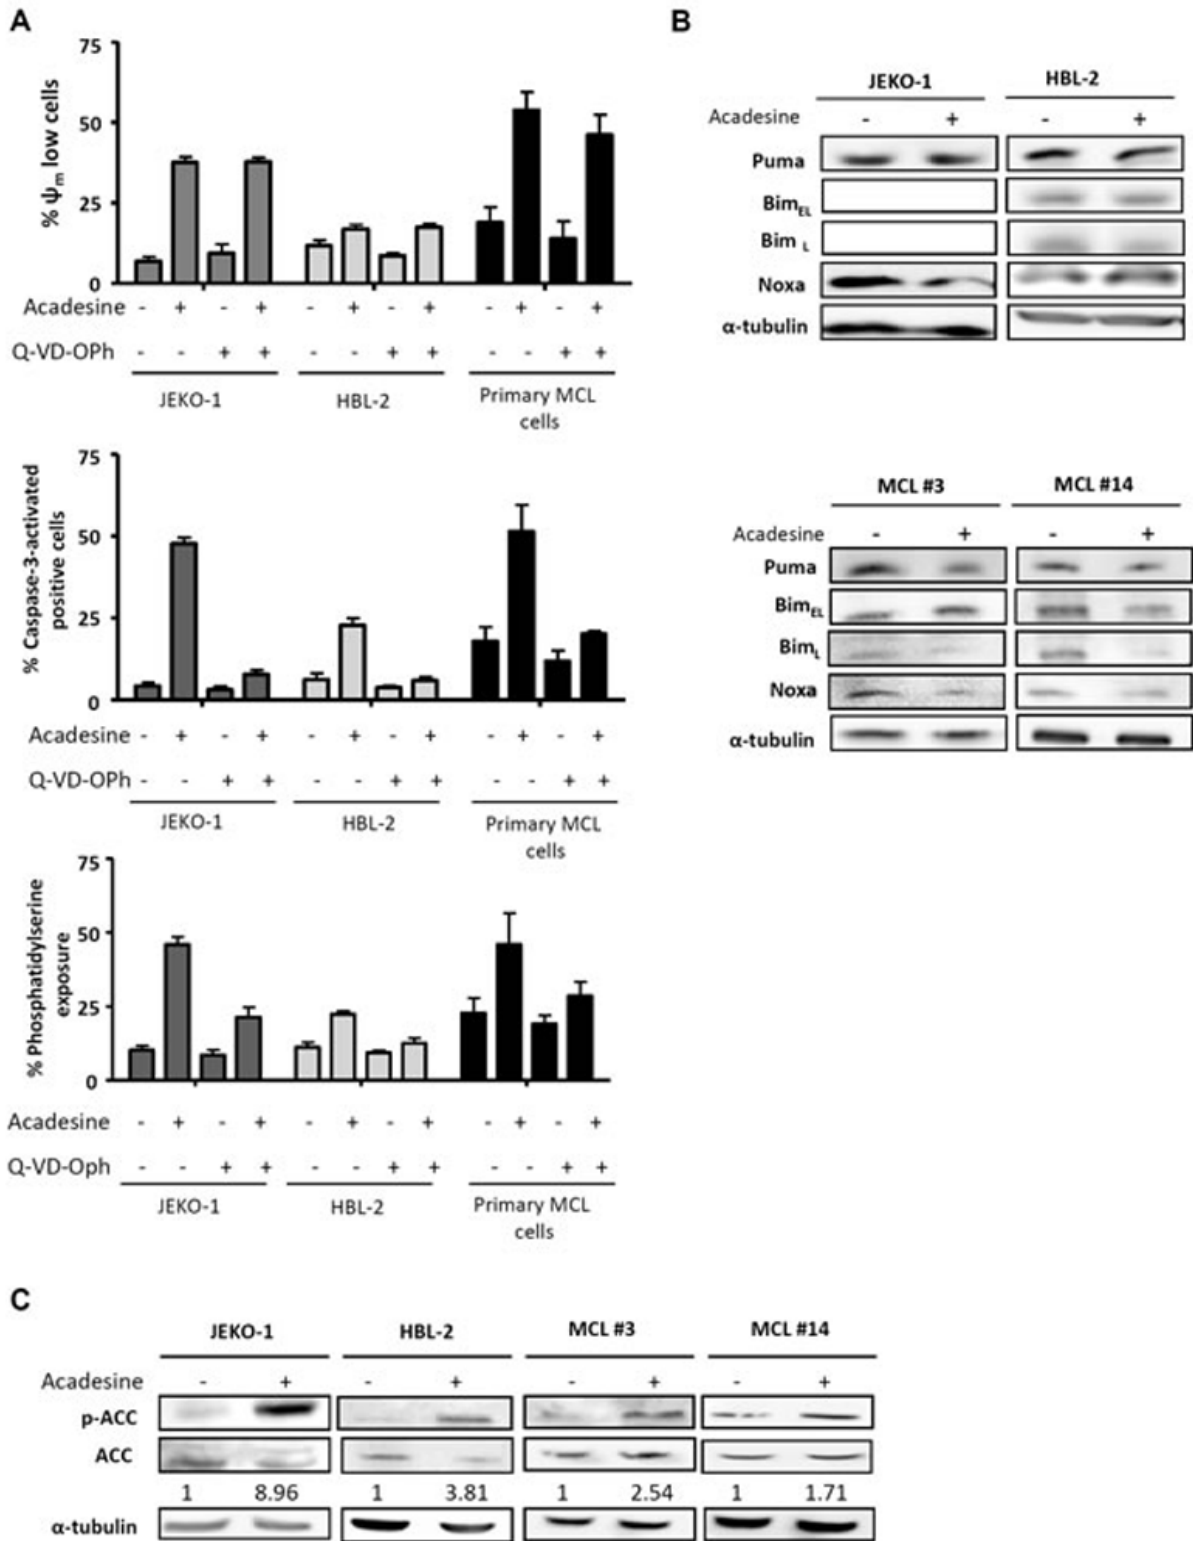 A
75
50
25
0
% Ψm low cells
Acadesine - + - + - + - + - + - +
Q-VD-OPh - - + + - - + + - - + +
JEKO-1 HBL-2 Primary MCL
cells
75
50
25
0
% Caspase-3-activated
positive cells
Acadesine - + - + - + - + - + - +
Q-VD-OPh - - + + - - + + - - + +
JEKO-1 HBL-2 Primary MCL
cells
75
50
25
0
% Phosphatidylserine
exposure
Acadesine - + - + - + - + - + - +
Q-VD-Oph - - + + - - + + - - + +
JEKO-1 HBL-2 Primary MCL
cells
B
JEKO-1 HBL-2
Acadesine - + - +
Puma
BimEL
Bim L
Noxa
α-tubulin
MCL #3 MCL #14
Acadesine - + - +
Puma
BimEL
BimL
Noxa
α-tubulin
C
JEKO-1 HBL-2 MCL #3 MCL #14
Acadesine - + - + - + - +
p-ACC
ACC
1 8.96 1 3.81 1 2.54 1 1.71
α-tubulin